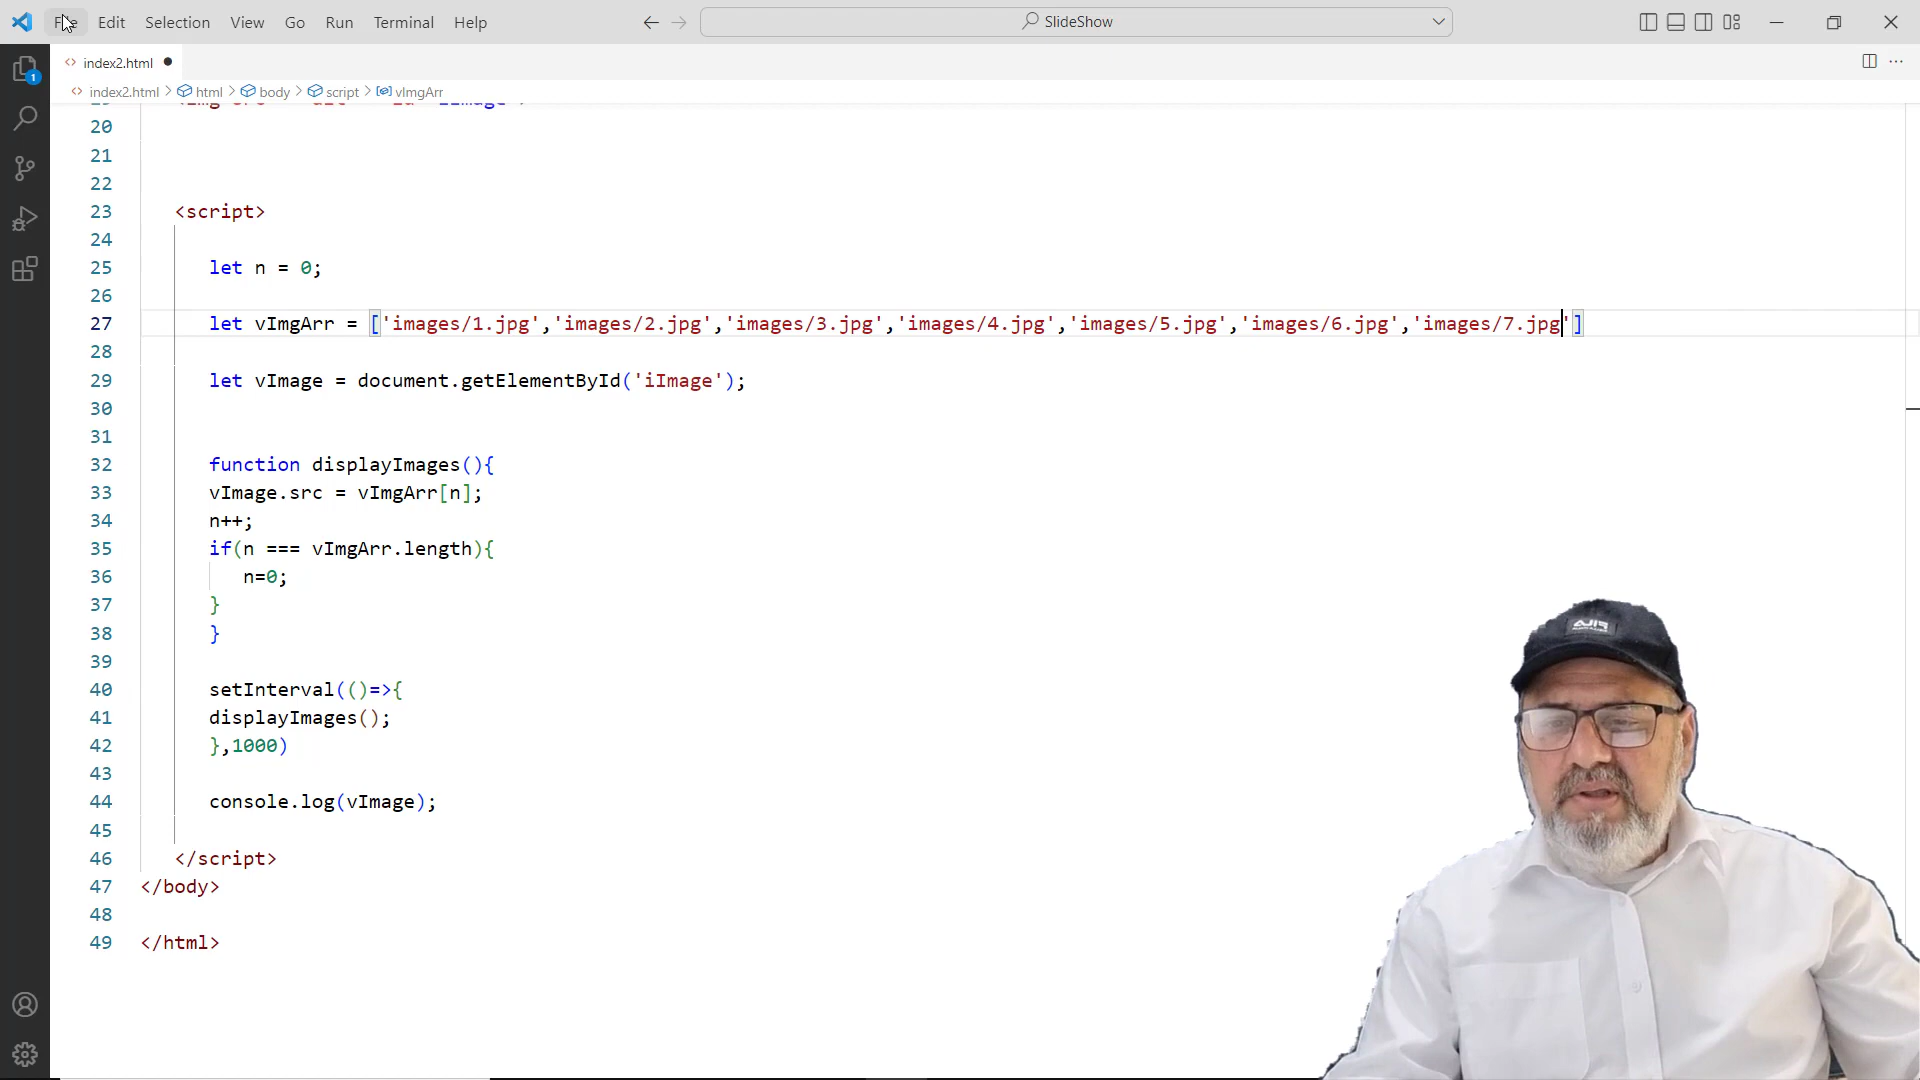 File Edit Selection View Go Run Terminal Help
SlideShow
index2.html
1
index2.html > html > body > script > vImgArr
20
21
22
23 <script>
24
25 let n = 0;
26
27 let vImgArr = ['images/1.jpg','images/2.jpg','images/3.jpg','images/4.jpg','images/5.jpg','images/6.jpg','images/7.jpg']
28
29 let vImage = document.getElementById('iImage');
30
31
32 function displayImages(){
33 vImage.src = vImgArr[n];
34 n++;
35 if(n === vImgArr.length){
36 n=0;
37 }
38 }
39
40 setInterval(()=>{
41 displayImages();
42 },1000)
43
44 console.log(vImage);
45
46 </script>
47 </body>
48
49 </html>
FILA